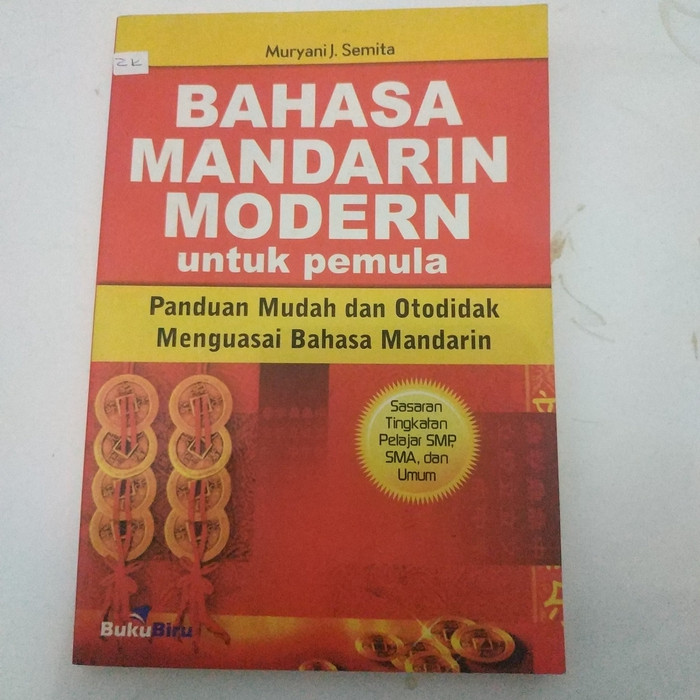 Muryani J. Semita
2K
BAHASA
MANDARIN
MODERN
untuk pemula
Panduan Mudah dan Otodidak
Menguasai Bahasa Mandarin
Sasaran
Tingkatan
Pelajar SMP,
SMA, dan
Umum
BukuBiru